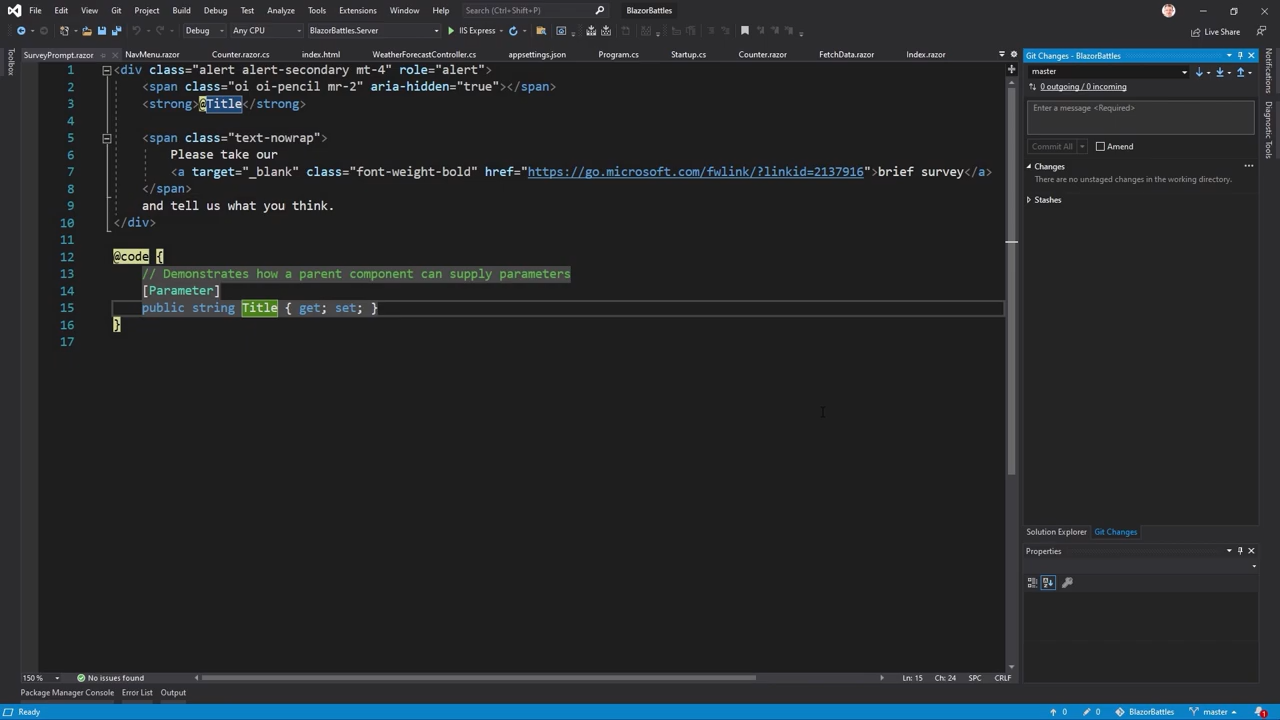 File Edit View Git Project Build Debug Test Analyze Tools Extensions Window Help Search (Ctrl+Q) BlazorBattles
Debug Any CPU BlazorBattles.Server IIS Express Live Share
SurveyPrompt.razor NavMenu.razor Counter.razor.cs index.html WeatherForecastController.cs appsettings.json Program.cs Startup.cs Counter.razor FetchData.razor Index.razor
Toolbox
1 <div class="alert alert-secondary mt-4" role="alert">
2 <span class="oi oi-pencil mr-2" aria-hidden="true"></span>
3 <strong>@Title</strong>
4
5 <span class="text-nowrap">
6 Please take our
7 <a target="_blank" class="font-weight-bold" href="https://go.microsoft.com/fwlink/?linkid=2137916">brief survey</a>
8 </span>
9 and tell us what you think.
10 </div>
11
12 @code {
13 // Demonstrates how a parent component can supply parameters
14 [Parameter]
15 public string Title { get; set; }
16 }
17
150 % No issues found Ln: 15 Ch: 24 SPC CRLF
Package Manager Console Error List Output
Git Changes - BlazorBattles
master
0 outgoing / 0 incoming
Enter a message <Required>
Commit All Amend
Changes
There are no unstaged changes in the working directory.
Stashes
Solution Explorer Git Changes
Properties
Notifications
Diagnostic Tools
Ready 0 0 BlazorBattles master 1